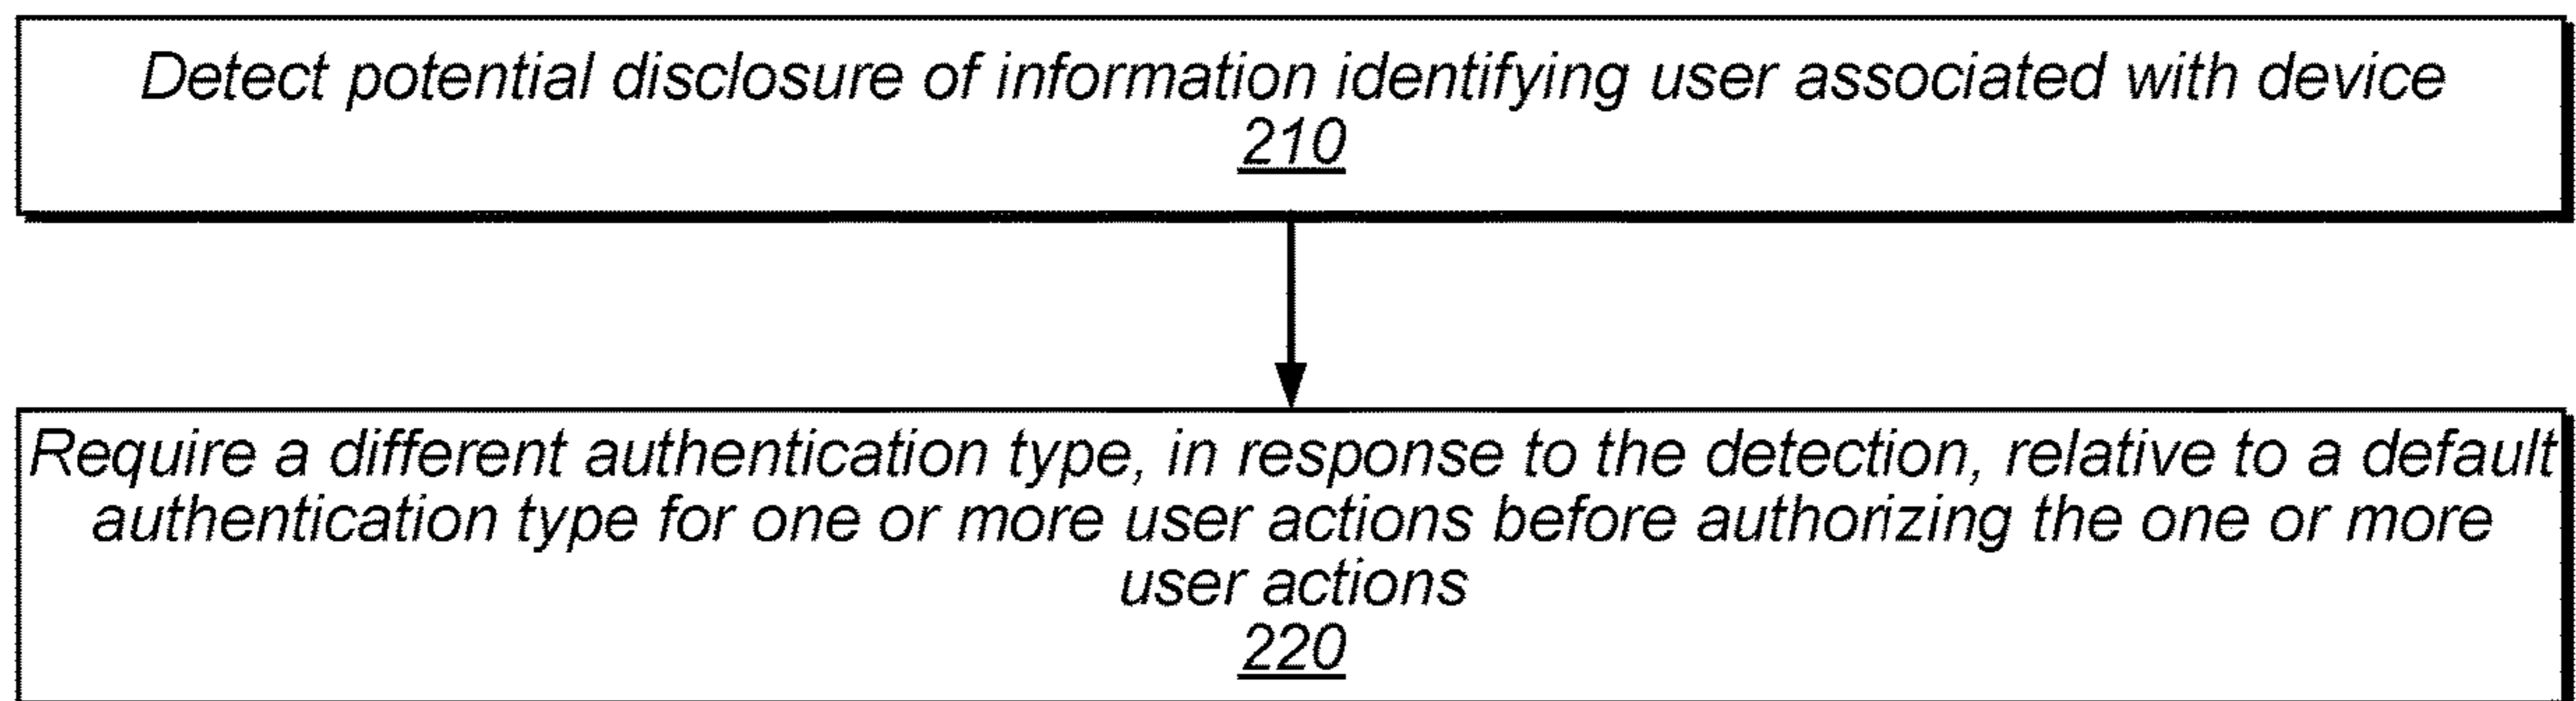 Detect potential disclosure of information identifying user associated with device
210
Require a different authentication type, in response to the detection, relative to a default
authentication type for one or more user actions before authorizing the one or more
user actions
220